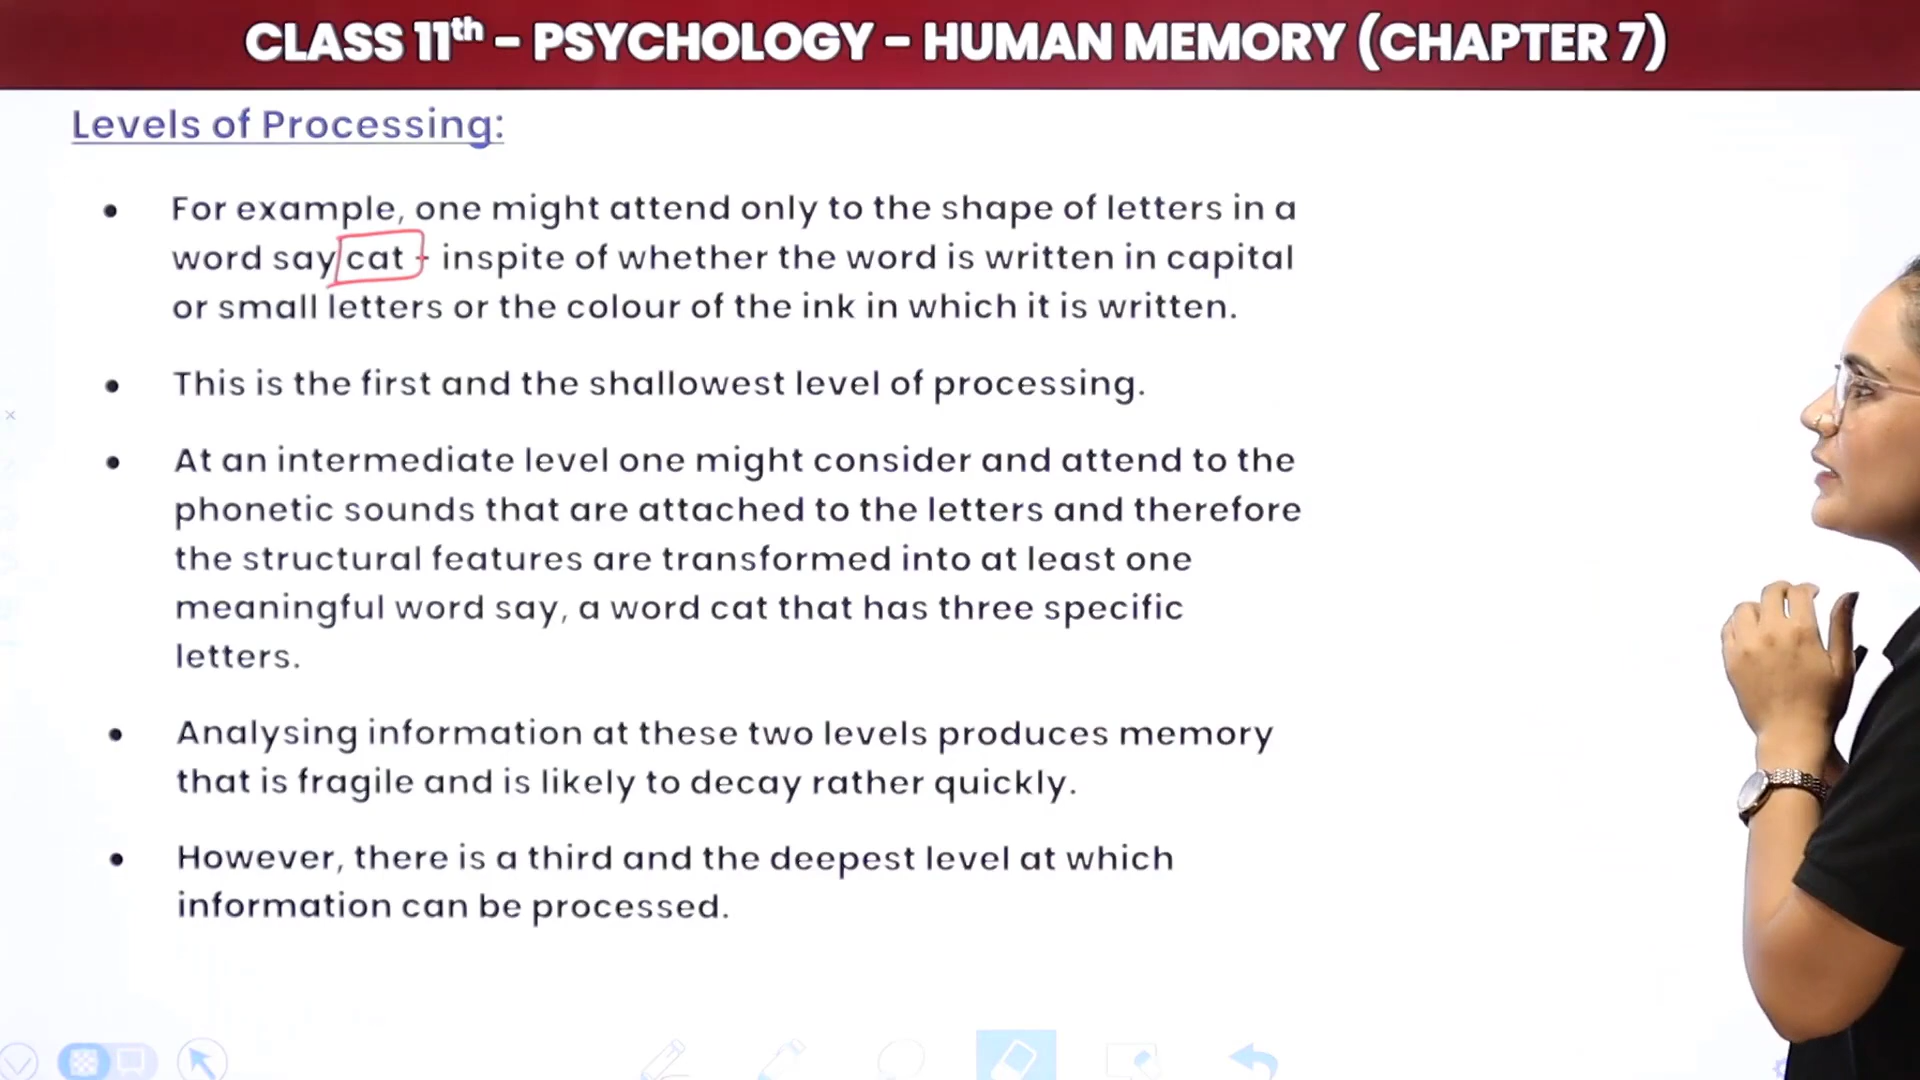 CLASS 11th - PSYCHOLOGY - HUMAN MEMORY (CHAPTER 7)
Levels of Processing:
• For example, one might attend only to the shape of letters in a
word say cat - inspite of whether the word is written in capital
or small letters or the colour of the ink in which it is written.
• This is the first and the shallowest level of processing.
• At an intermediate level one might consider and attend to the
phonetic sounds that are attached to the letters and therefore
the structural features are transformed into at least one
meaningful word say, a word cat that has three specific
letters.
• Analysing information at these two levels produces memory
that is fragile and is likely to decay rather quickly.
• However, there is a third and the deepest level at which
information can be processed.